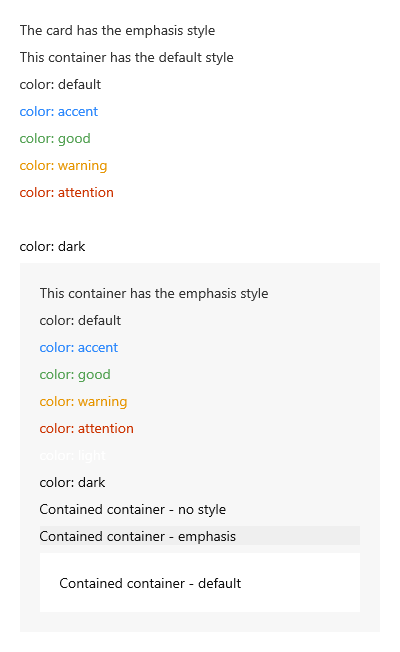 The card has the emphasis style
This container has the default style
color: default
color: accent
color: good
color: warning
color: attention
color: dark
This container has the emphasis style
color: default
color: accent
color: good
color: warning
color: attention
color: light
color: dark
Contained container - no style
Contained container - emphasis
Contained container - default